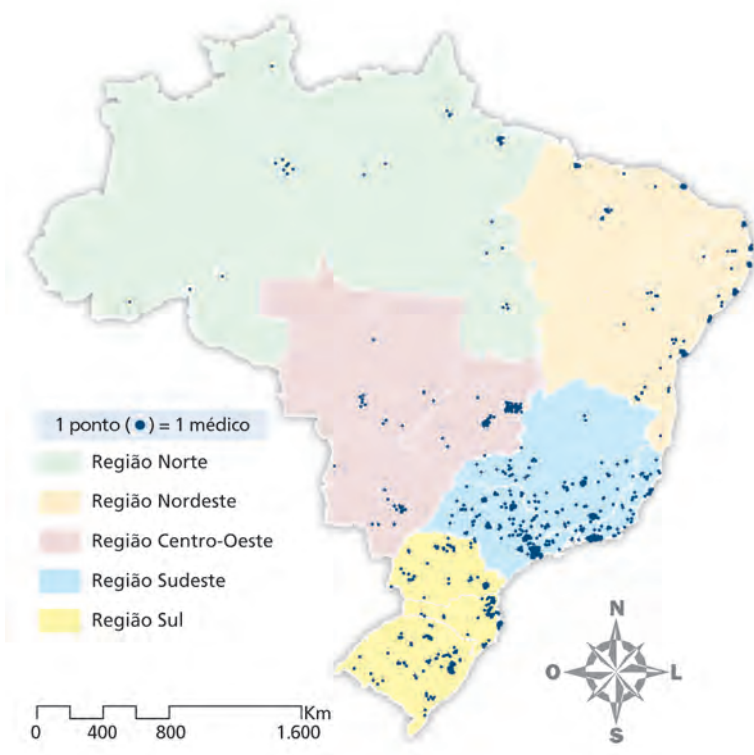 1 ponto (●) = 1 médico
Região Norte
Região Nordeste
Região Centro-Oeste
Região Sudeste
Região Sul
N
O L
S
Km
0 400 800 1.600